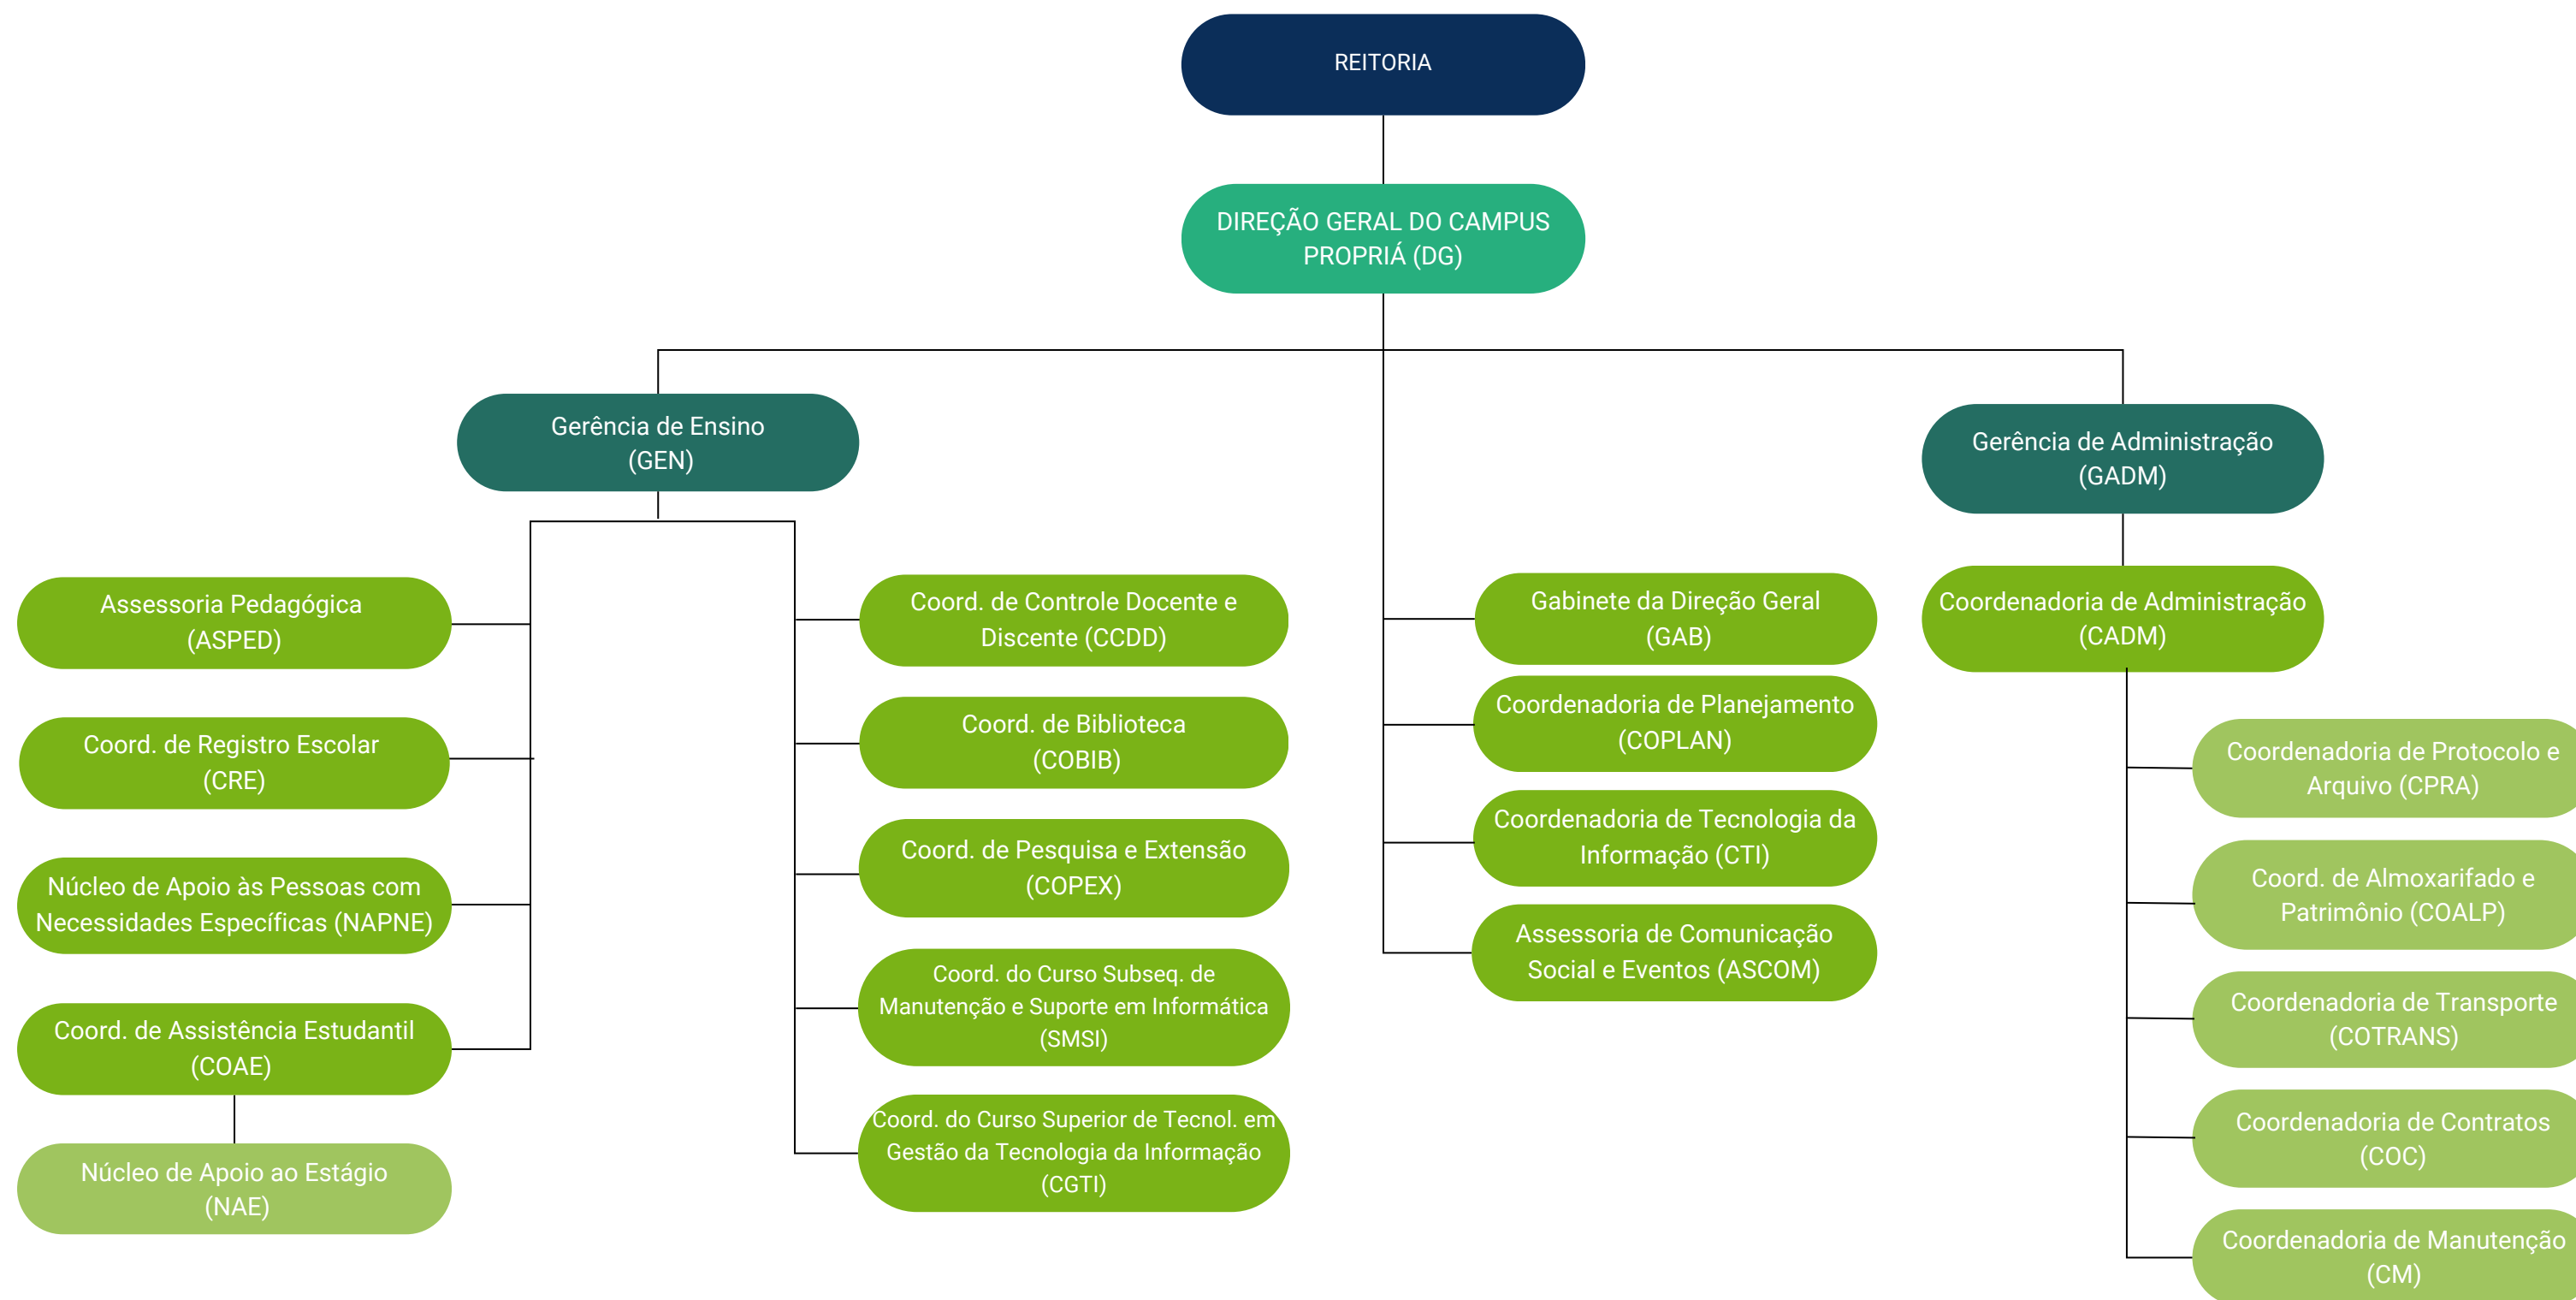 REITORIA
DIREÇÃO GERAL DO CAMPUS
PROPRIÁ (DG)
Gerência de Ensino
(GEN)
Gerência de Administração
(GADM)
Assessoria Pedagógica
(ASPED)
Coord. de Registro Escolar
(CRE)
Núcleo de Apoio às Pessoas com
Necessidades Específicas (NAPNE)
Coord. de Assistência Estudantil
(COAE)
Núcleo de Apoio ao Estágio
(NAE)
Coord. de Controle Docente e
Discente (CCDD)
Coord. de Biblioteca
(COBIB)
Coord. de Pesquisa e Extensão
(COPEX)
Coord. do Curso Subseq. de
Manutenção e Suporte em Informática
(SMSI)
Coord. do Curso Superior de Tecnol. em
Gestão da Tecnologia da Informação
(CGTI)
Gabinete da Direção Geral
(GAB)
Coordenadoria de Planejamento
(COPLAN)
Coordenadoria de Tecnologia da
Informação (CTI)
Assessoria de Comunicação
Social e Eventos (ASCOM)
Coordenadoria de Administração
(CADM)
Coordenadoria de Protocolo e
Arquivo (CPRA)
Coord. de Almoxarifado e
Patrimônio (COALP)
Coordenadoria de Transporte
(COTRANS)
Coordenadoria de Contratos
(COC)
Coordenadoria de Manutenção
(CM)